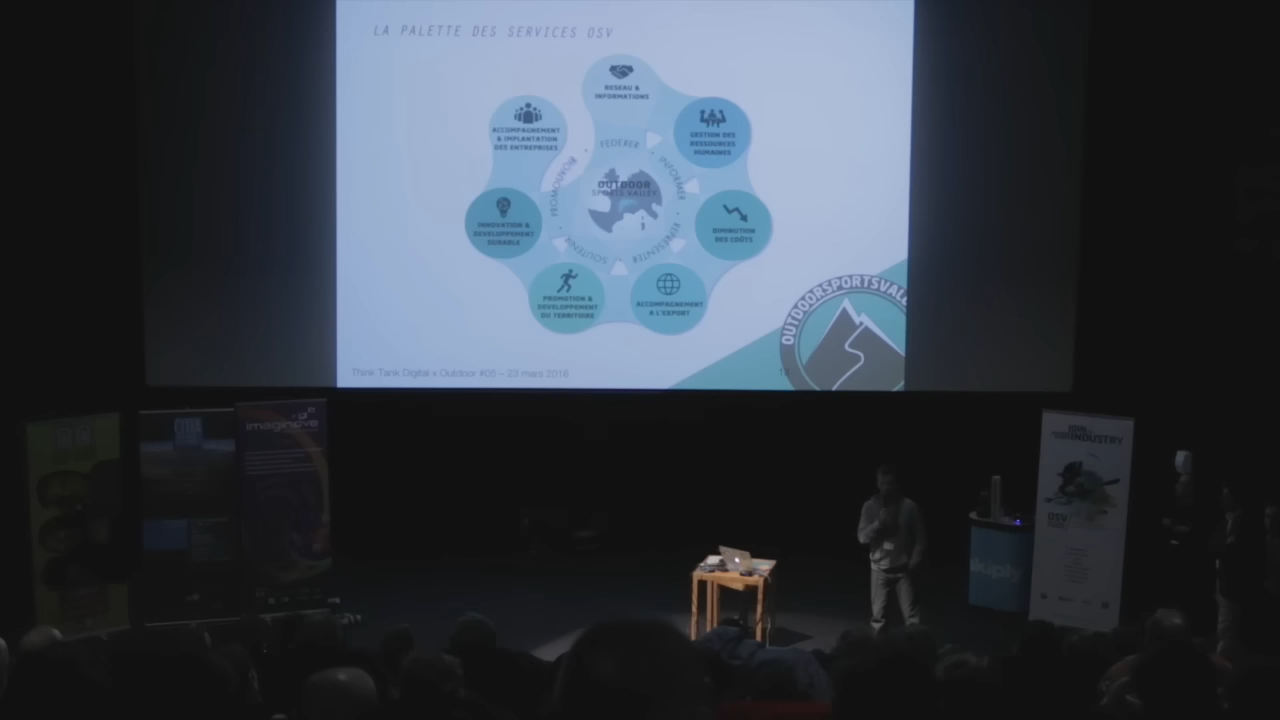 LA PALETTE DES SERVICES OSV
RESEAU &
INFORMATIONS
GESTION DES
RESSOURCES
HUMAINES
DIMINUTION
DES COÛTS
ACCOMPAGNEMENT
A L'EXPORT
PROMOTION &
DEVELOPPEMENT
DU TERRITOIRE
INNOVATION &
DEVELOPPEMENT
DURABLE
ACCOMPAGNEMENT
& IMPLANTATION
DES ENTREPRISES
FEDERER
INFORMER
REPRESENTER
SOUTENIR
PROMOUVOIR
OUTDOOR
SPORTS VALLEY
OUTDOORSPORTSVAL
Think Tank Digital x Outdoor #05 – 23 mars 2016
imaginove
INDUSTRY
OSV
skiply